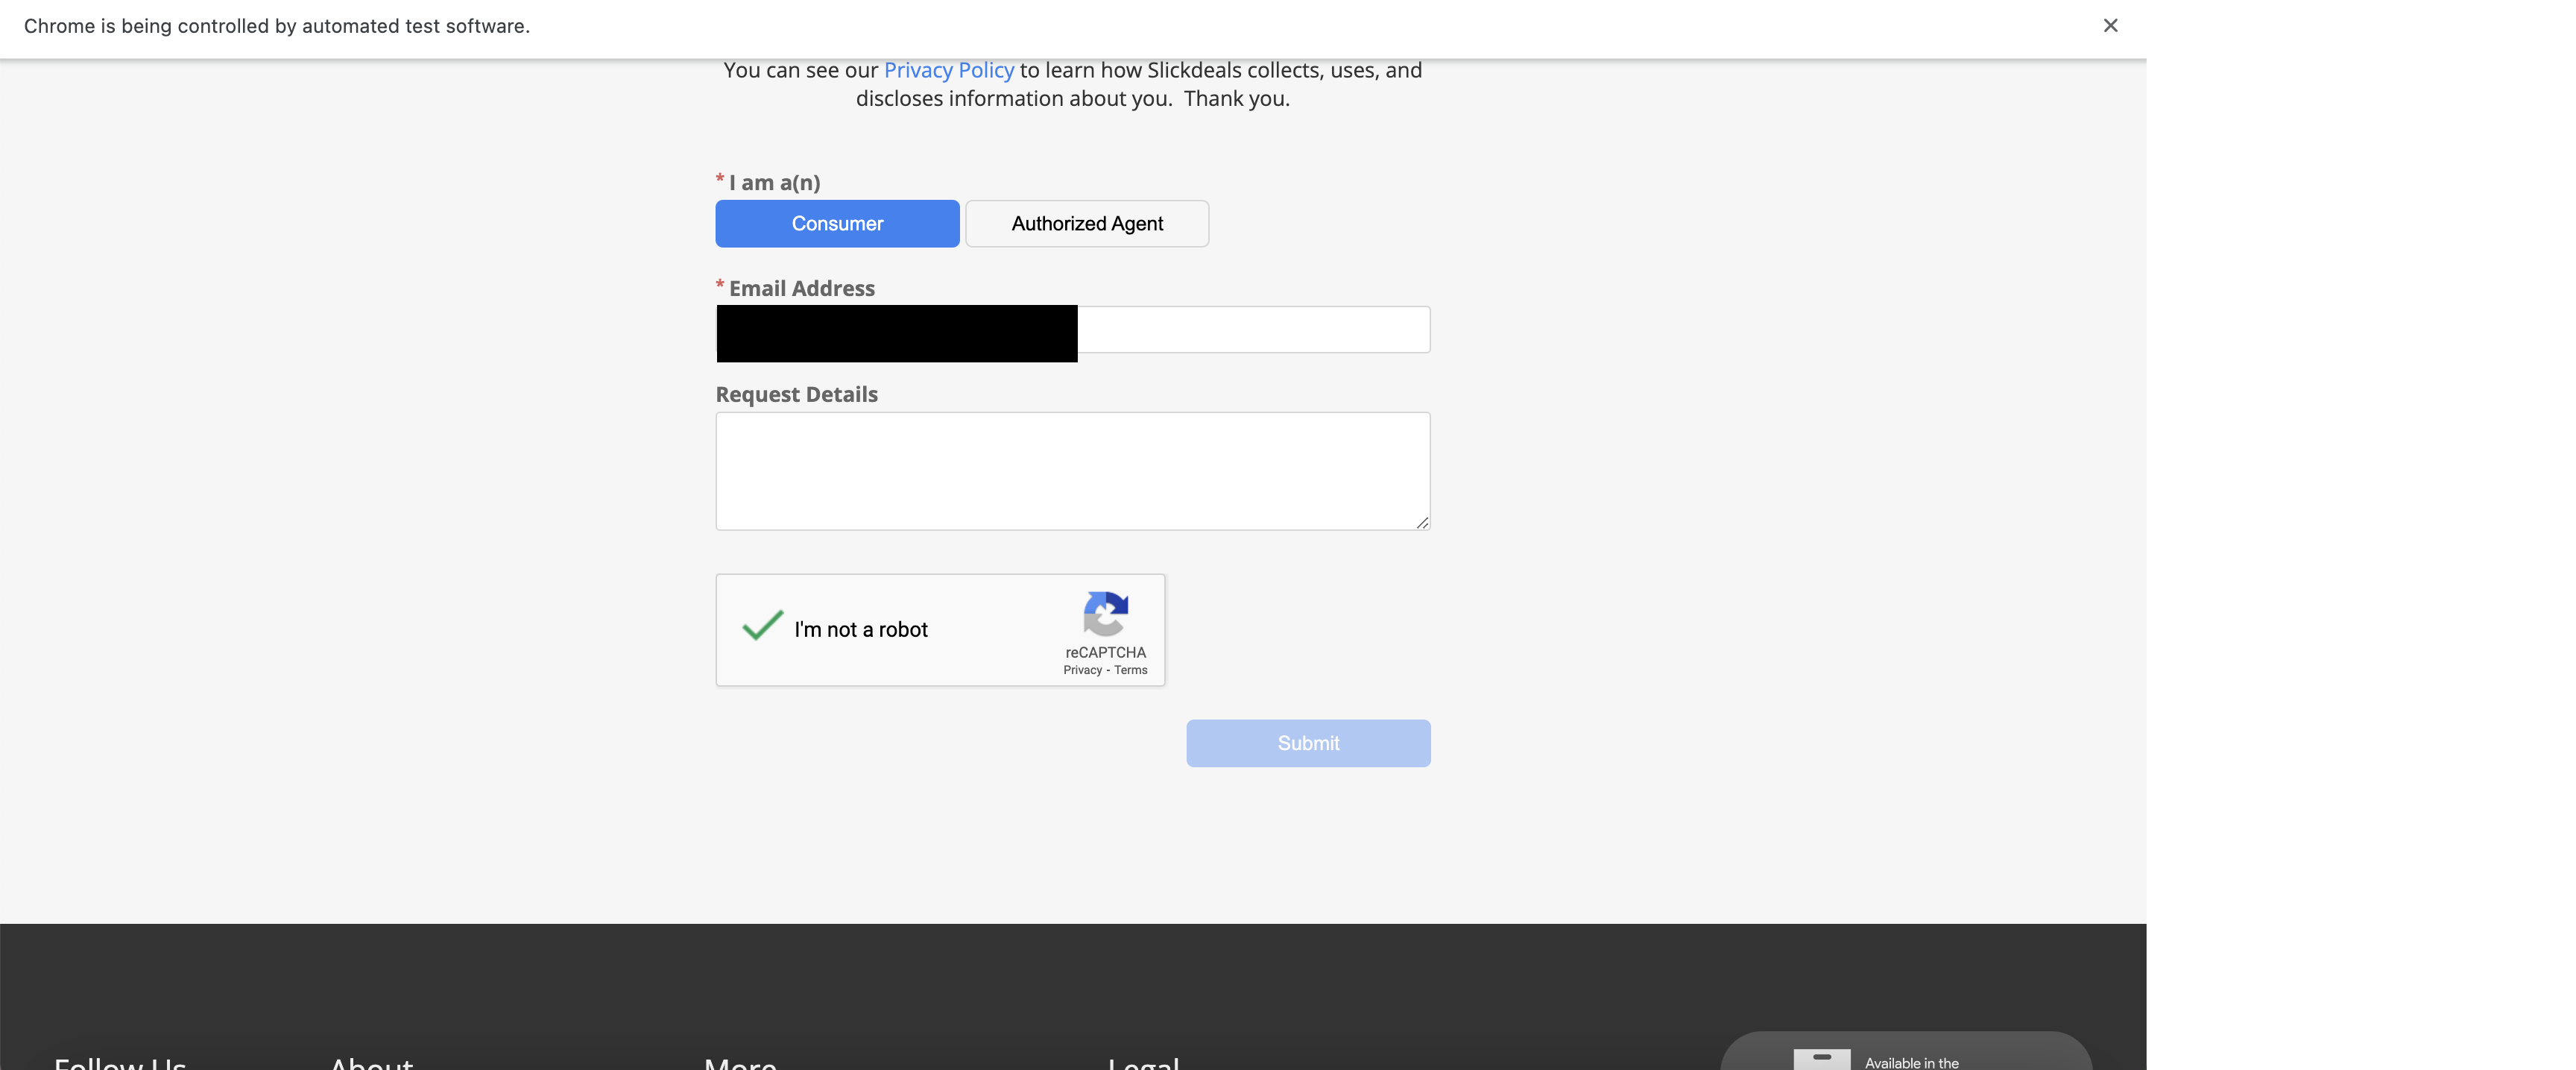 Chrome is being controlled by automated test software.
You can see our Privacy Policy to learn how Slickdeals collects, uses, and
discloses information about you.  Thank you.
* I am a(n)
Consumer
Authorized Agent
* Email Address
Request Details
I'm not a robot
reCAPTCHA
Privacy - Terms
Submit
Follow Us
About
More
Legal
Available in the